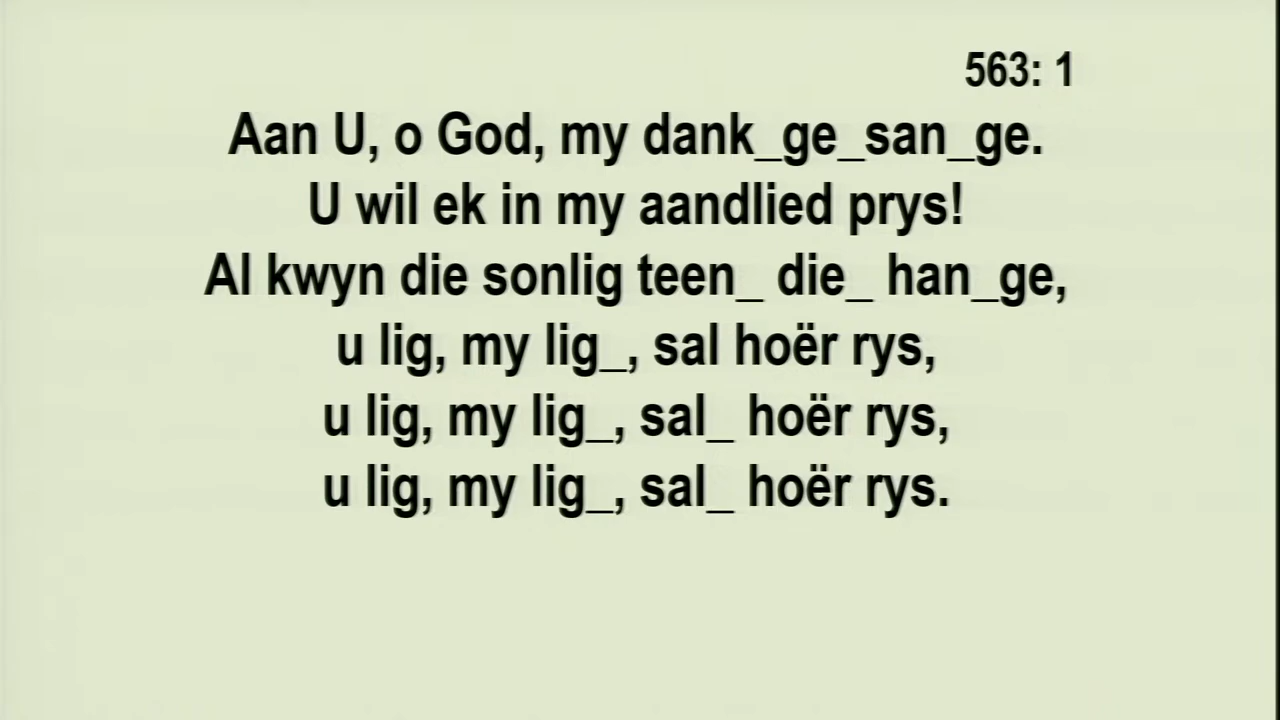 563: 1
Aan U, o God, my dank_ge_san_ge.
U wil ek in my aandlied prys!
Al kwyn die sonlig teen_ die_ han_ge,
u lig, my lig_, sal hoër rys,
u lig, my lig_, sal_ hoër rys,
u lig, my lig_, sal_ hoër rys.